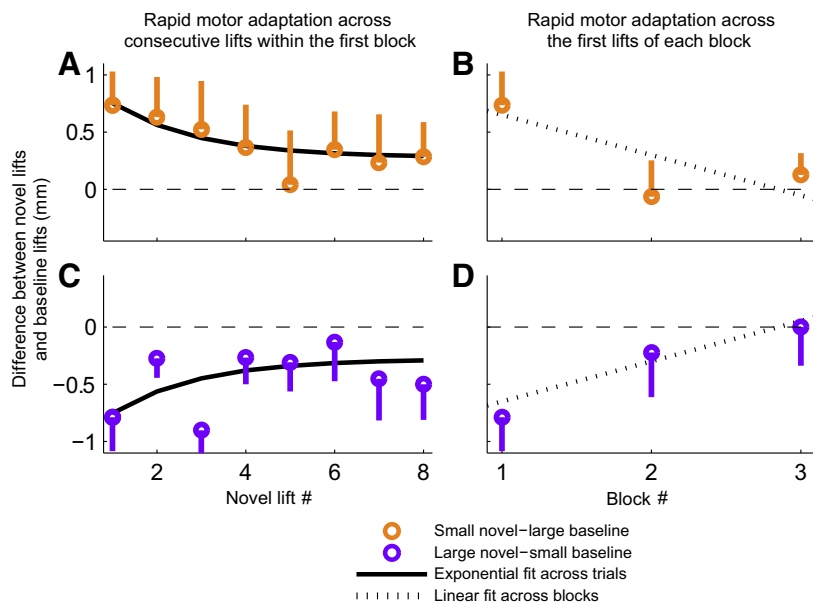 Rapid motor adaptation across
consecutive lifts within the first block
Rapid motor adaptation across
the first lifts of each block
A
B
1
0.5
0
C
D
0
−0.5
−1
Difference between novel lifts
and baseline lifts (mm)
2
4
6
8
1
2
3
Novel lift #
Block #
Small novel−large baseline
Large novel−small baseline
Exponential fit across trials
Linear fit across blocks